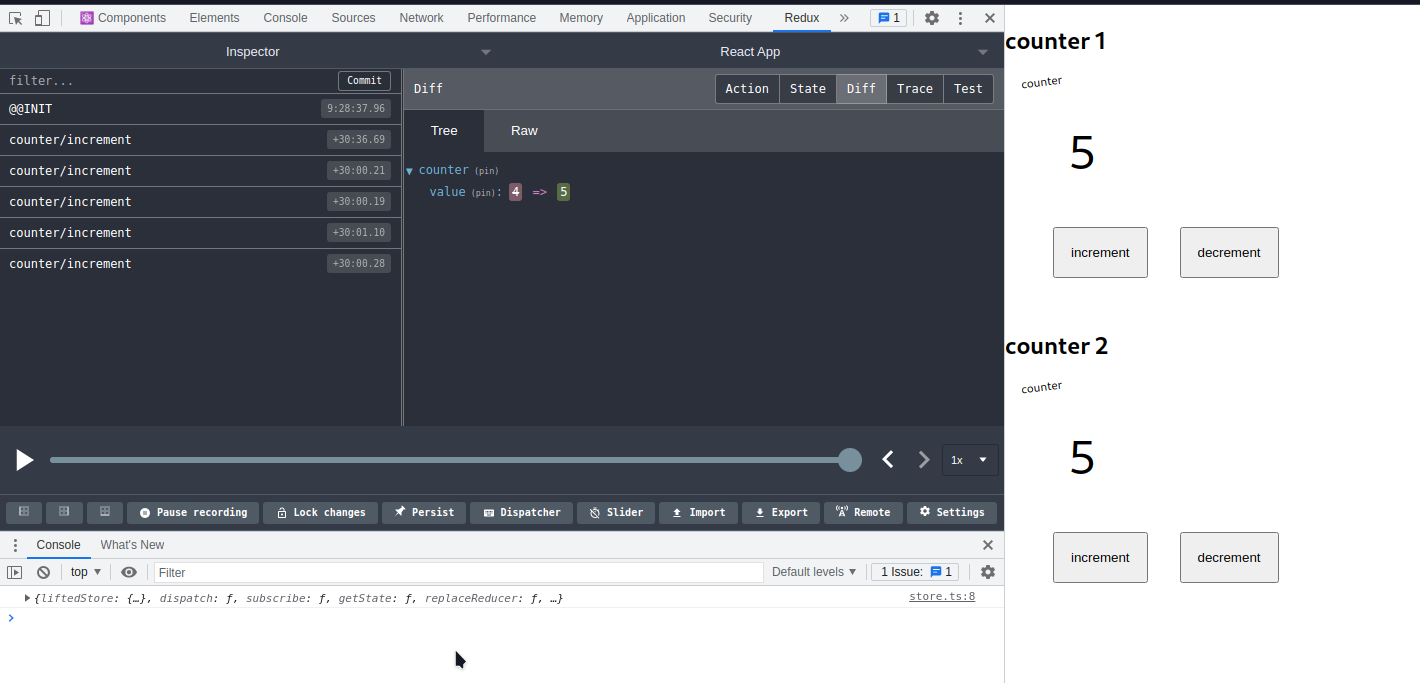 Components Elements Console Sources Network Performance Memory Application Security Redux » 1
Inspector React App
filter... Commit
@@INIT 9:28:37.96
counter/increment +30:36.69
counter/increment +30:00.21
counter/increment +30:00.19
counter/increment +30:01.10
counter/increment +30:00.28
Diff Action State Diff Trace Test
Tree Raw
counter (pin)
value (pin): 4 => 5
1x
Pause recording Lock changes Persist Dispatcher Slider Import Export Remote Settings
Console What's New
top Filter Default levels 1 Issue: 1
{liftedStore: {…}, dispatch: ƒ, subscribe: ƒ, getState: ƒ, replaceReducer: ƒ, …} store.ts:8
counter 1
counter
5
increment decrement
counter 2
counter
5
increment decrement